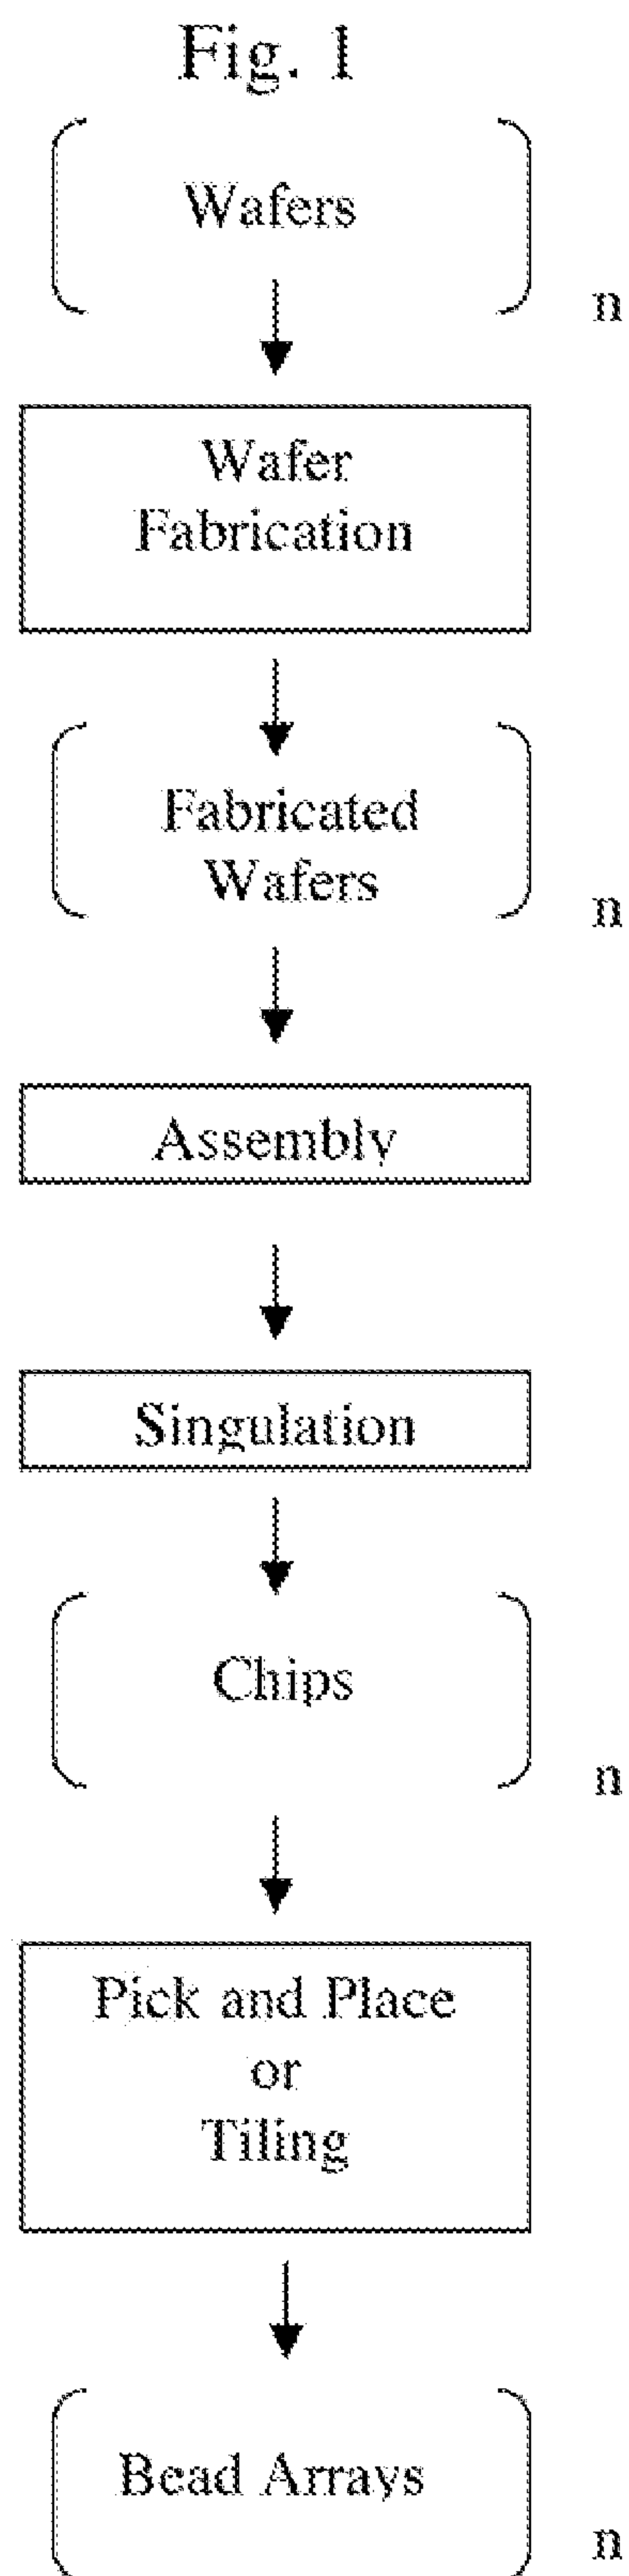 Fig. 1
Wafers
n
Wafer
Fabrication
Fabricated
Wafers
n
Assembly
Singulation
Chips
n
Pick and Place
or
Tiling
Bead Arrays
n